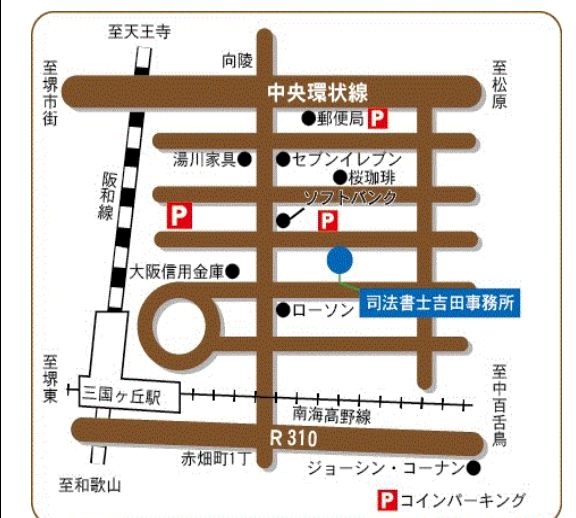 至天王寺
向陵
至堺市街
中央環状線
至松原
郵便局 P
湯川家具
セブンイレブン
桜珈琲
阪和線
ソフトバンク
P
P
大阪信用金庫
司法書士吉田事務所
ローソン
至堺東
三国ヶ丘駅
南海高野線
至中百舌鳥
R310
赤畑町1丁
ジョーシン・コーナン
至和歌山
P コインパーキング